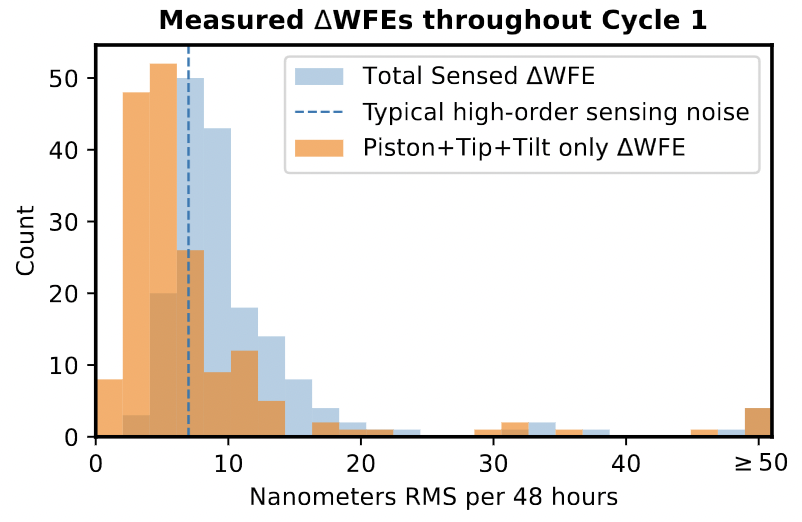 Measured ΔWFEs throughout Cycle 1
Total Sensed ΔWFE
Typical high-order sensing noise
Piston+Tip+Tilt only ΔWFE
50
40
30
20
10
0
Count
0 10 20 30 40 ≥50
Nanometers RMS per 48 hours